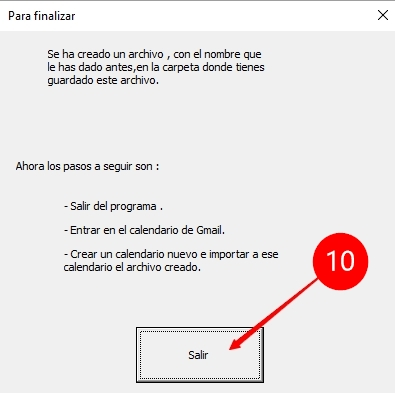 Para finalizar
Se ha creado un archivo , con el nombre que
le has dado antes,en la carpeta donde tienes
guardado este archivo.
Ahora los pasos a seguir son :
- Salir del programa .
- Entrar en el calendario de Gmail.
- Crear un calendario nuevo e importar a ese
calendario el archivo creado.
10
Salir